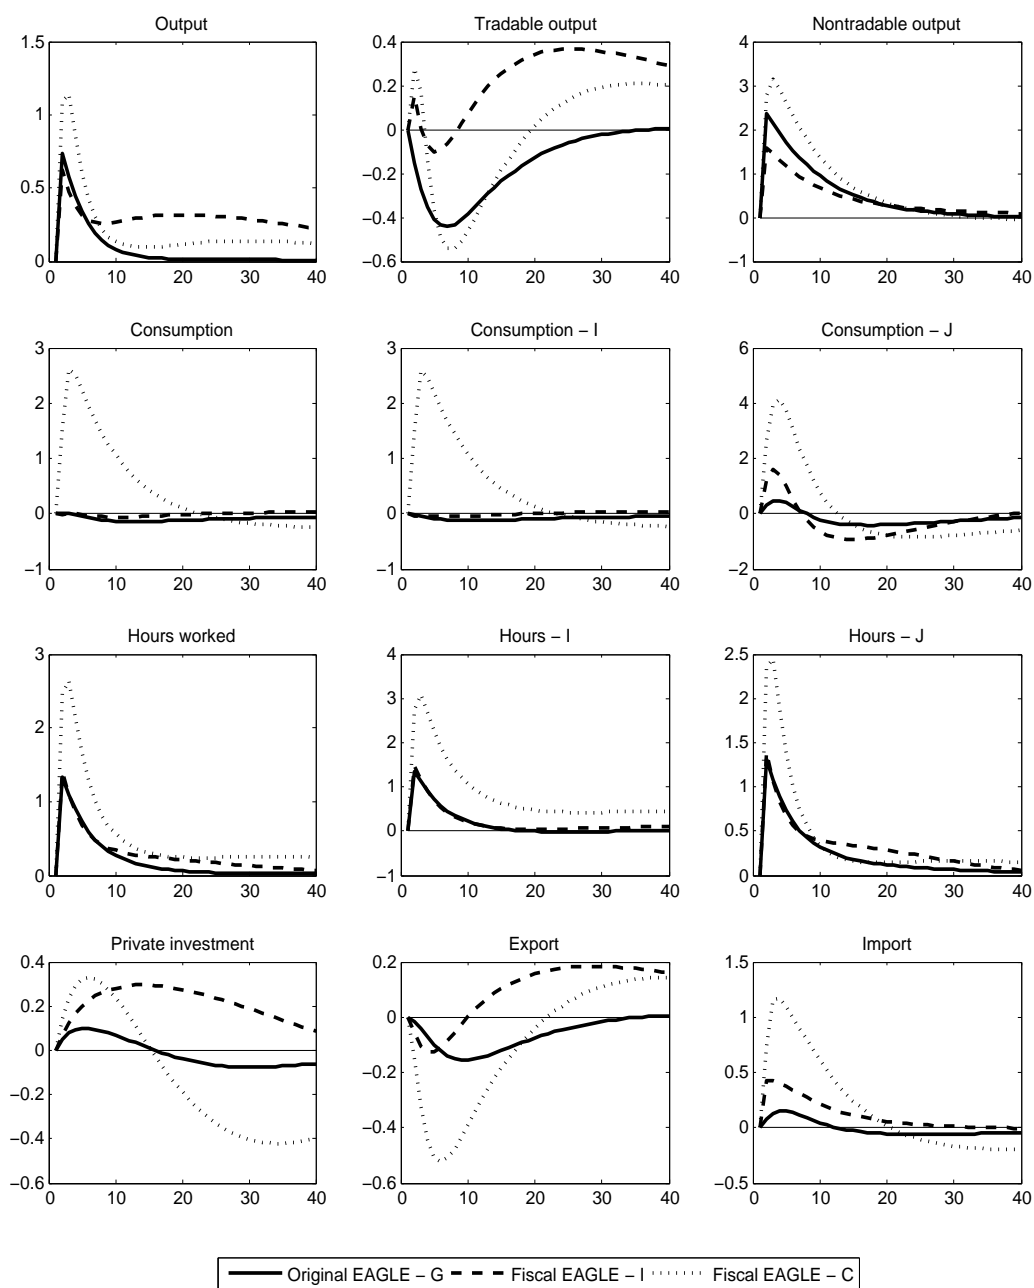 Output
Tradable output
Nontradable output
1.5
1
0.5
0
0 10 20 30 40
0.4
0.2
0
−0.2
−0.4
−0.6
0 10 20 30 40
4
3
2
1
0
−1
0 10 20 30 40
Consumption
Consumption − I
Consumption − J
3
2
1
0
−1
0 10 20 30 40
3
2
1
0
−1
0 10 20 30 40
6
4
2
0
−2
0 10 20 30 40
Hours worked
Hours − I
Hours − J
3
2
1
0
0 10 20 30 40
4
3
2
1
0
−1
0 10 20 30 40
2.5
2
1.5
1
0.5
0
0 10 20 30 40
Private investment
Export
Import
0.4
0.2
0
−0.2
−0.4
−0.6
0 10 20 30 40
0.2
0
−0.2
−0.4
−0.6
0 10 20 30 40
1.5
1
0.5
0
−0.5
0 10 20 30 40
Original EAGLE − G
Fiscal EAGLE − I
Fiscal EAGLE − C